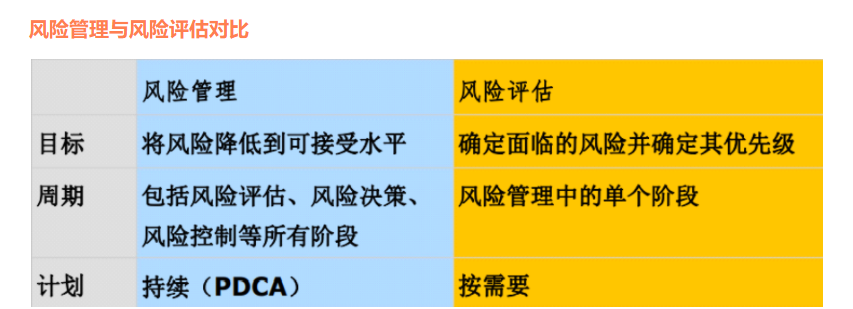 风险管理与风险评估对比
风险管理 风险评估
目标 将风险降低到可接受水平 确定面临的风险并确定其优先级
周期 包括风险评估、风险决策、 风险管理中的单个阶段
风险控制等所有阶段
计划 持续（PDCA） 按需要